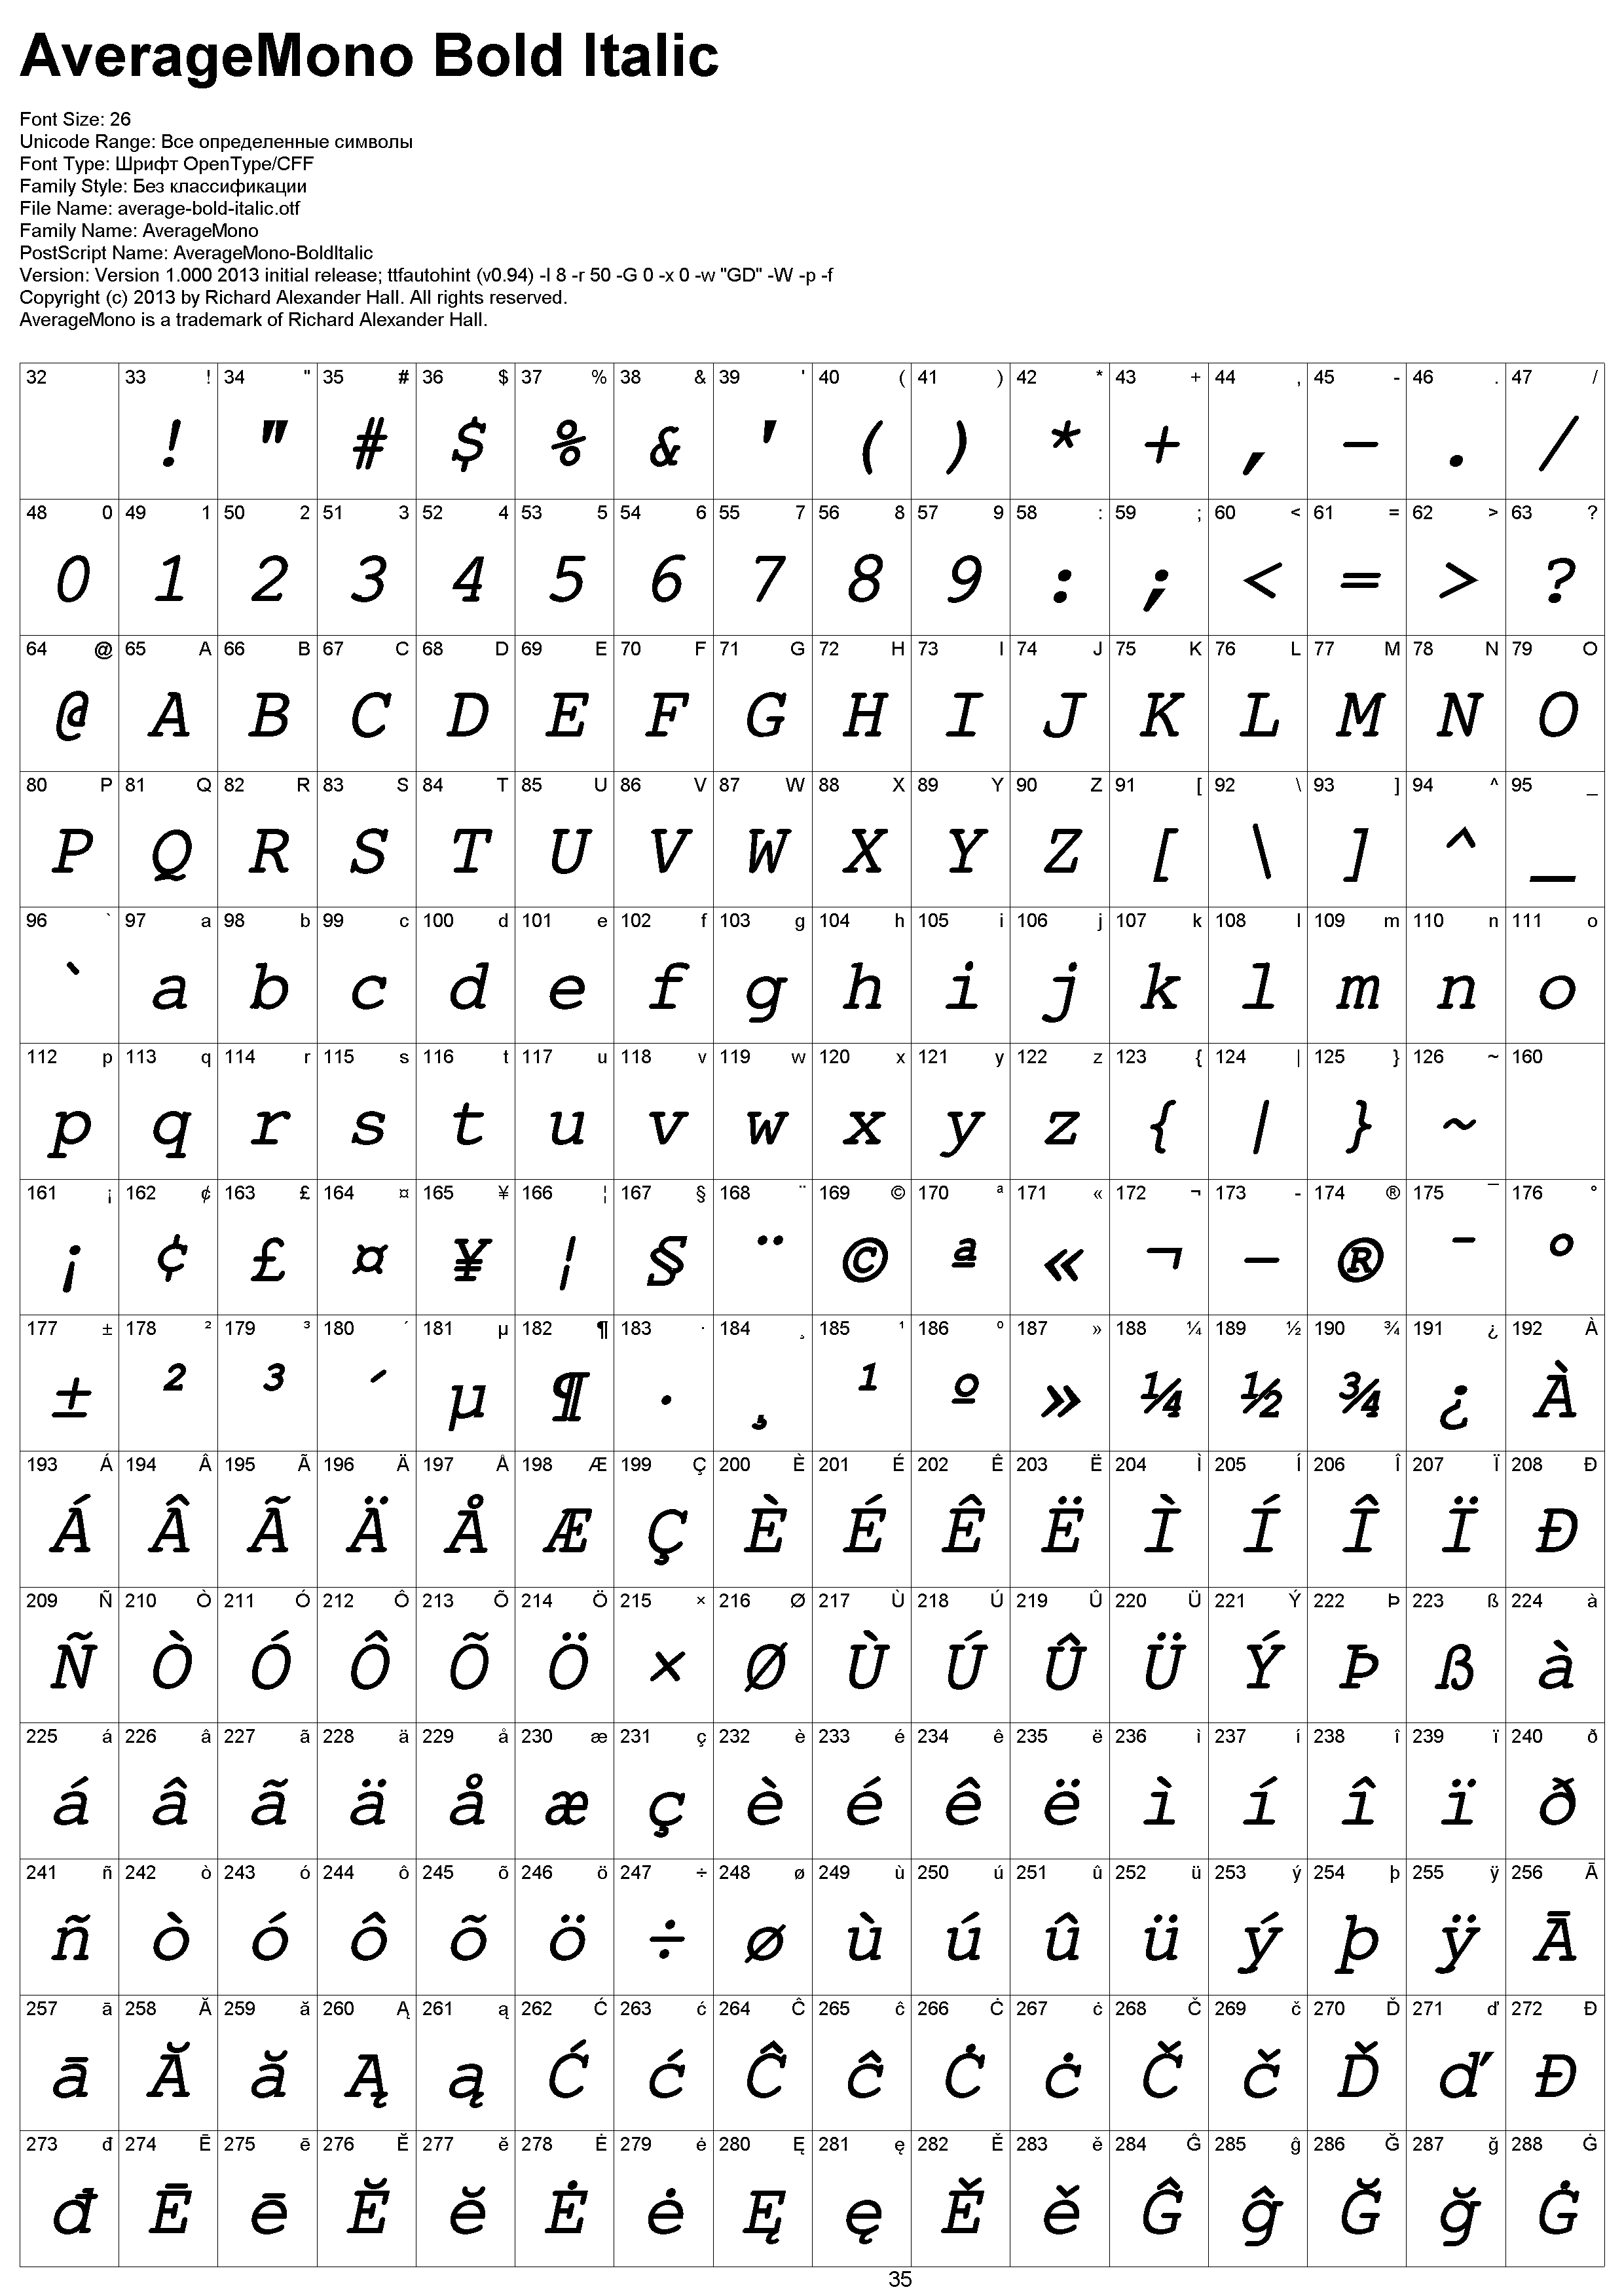 AverageMono Bold Italic
Font Size: 26
Unicode Range: Все определенные символы
Font Type: Шрифт OpenType/CFF
Family Style: Без классификации
File Name: average-bold-italic.otf
Family Name: AverageMono
PostScript Name: AverageMono-BoldItalic
Version: Version 1.000 2013 initial release; ttfautohint (v0.94) -l 8 -r 50 -G 0 -x 0 -w "GD" -W -p -f
Copyright (c) 2013 by Richard Alexander Hall. All rights reserved.
AverageMono is a trademark of Richard Alexander Hall.
32 33 ! 34 " 35 # 36 $ 37 % 38 & 39 ' 40 ( 41 ) 42 * 43 + 44 , 45 - 46 . 47 /
! " # $ % & ' ( ) * + , - . /
48 0 49 1 50 2 51 3 52 4 53 5 54 6 55 7 56 8 57 9 58 : 59 ; 60 < 61 = 62 > 63 ?
0 1 2 3 4 5 6 7 8 9 : ; < = > ?
64 @ 65 A 66 B 67 C 68 D 69 E 70 F 71 G 72 H 73 I 74 J 75 K 76 L 77 M 78 N 79 O
@ A B C D E F G H I J K L M N O
80 P 81 Q 82 R 83 S 84 T 85 U 86 V 87 W 88 X 89 Y 90 Z 91 [ 92 \ 93 ] 94 ^ 95 _
P Q R S T U V W X Y Z [ \ ] ^ _
96 ` 97 a 98 b 99 c 100 d 101 e 102 f 103 g 104 h 105 i 106 j 107 k 108 l 109 m 110 n 111 o
` a b c d e f g h i j k l m n o
112 p 113 q 114 r 115 s 116 t 117 u 118 v 119 w 120 x 121 y 122 z 123 { 124 | 125 } 126 ~ 160
p q r s t u v w x y z { | } ~
161 ¡ 162 ¢ 163 £ 164 ¤ 165 ¥ 166 ¦ 167 § 168 ¨ 169 © 170 ª 171 « 172 ¬ 173 - 174 ® 175 ¯ 176 °
¡ ¢ £ ¤ ¥ ¦ § ¨ © ª « ¬ - ® ¯ °
177 ± 178 ² 179 ³ 180 ´ 181 µ 182 ¶ 183 · 184 ¸ 185 ¹ 186 º 187 » 188 ¼ 189 ½ 190 ¾ 191 ¿ 192 À
± ² ³ ´ µ ¶ · ¸ ¹ º » ¼ ½ ¾ ¿ À
193 Á 194 Â 195 Ã 196 Ä 197 Å 198 Æ 199 Ç 200 È 201 É 202 Ê 203 Ë 204 Ì 205 Í 206 Î 207 Ï 208 Ð
Á Â Ã Ä Å Æ Ç È É Ê Ë Ì Í Î Ï Ð
209 Ñ 210 Ò 211 Ó 212 Ô 213 Õ 214 Ö 215 × 216 Ø 217 Ù 218 Ú 219 Û 220 Ü 221 Ý 222 Þ 223 ß 224 à
Ñ Ò Ó Ô Õ Ö × Ø Ù Ú Û Ü Ý Þ ß à
225 á 226 â 227 ã 228 ä 229 å 230 æ 231 ç 232 è 233 é 234 ê 235 ë 236 ì 237 í 238 î 239 ï 240 ð
á â ã ä å æ ç è é ê ë ì í î ï ð
241 ñ 242 ò 243 ó 244 ô 245 õ 246 ö 247 ÷ 248 ø 249 ù 250 ú 251 û 252 ü 253 ý 254 þ 255 ÿ 256 Ā
ñ ò ó ô õ ö ÷ ø ù ú û ü ý þ ÿ Ā
257 ā 258 Ă 259 ă 260 Ą 261 ą 262 Ć 263 ć 264 Ĉ 265 ĉ 266 Ċ 267 ċ 268 Č 269 č 270 Ď 271 ď 272 Đ
ā Ă ă Ą ą Ć ć Ĉ ĉ Ċ ċ Č č Ď ď Đ
273 đ 274 Ē 275 ē 276 Ĕ 277 ĕ 278 Ė 279 ė 280 Ę 281 ę 282 Ě 283 ě 284 Ĝ 285 ĝ 286 Ğ 287 ğ 288 Ġ
đ Ē ē Ĕ ĕ Ė ė Ę ę Ě ě Ĝ ĝ Ğ ğ Ġ
35